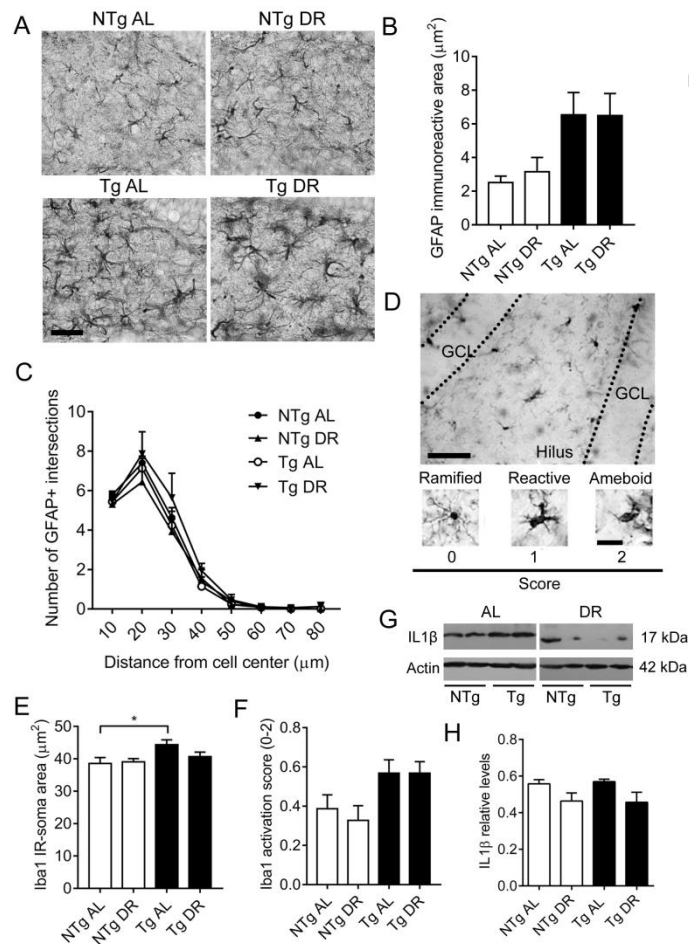 A
NTg AL
NTg DR
Tg AL
Tg DR
B
GFAP immunoreactive area (μm2)
8
6
4
2
0
NTg AL
NTg DR
Tg AL
Tg DR
C
Number of GFAP+ intersections
10
8
6
4
2
0
NTg AL
NTg DR
Tg AL
Tg DR
10 20 30 40 50 60 70 80
Distance from cell center (μm)
D
GCL
GCL
Hilus
Ramified Reactive Ameboid
0 1 2
Score
G
AL DR
IL1β 17 kDa
Actin 42 kDa
NTg Tg NTg Tg
E
Iba1 IR-soma area (μm2)
50
40
30
20
10
0
*
NTg AL
NTg DR
Tg AL
Tg DR
F
Iba1 activation score (0-2)
0.8
0.6
0.4
0.2
0.0
NTg AL
NTg DR
Tg AL
Tg DR
H
IL1β relative levels
0.8
0.6
0.4
0.2
0.0
NTg AL
NTg DR
Tg AL
Tg DR